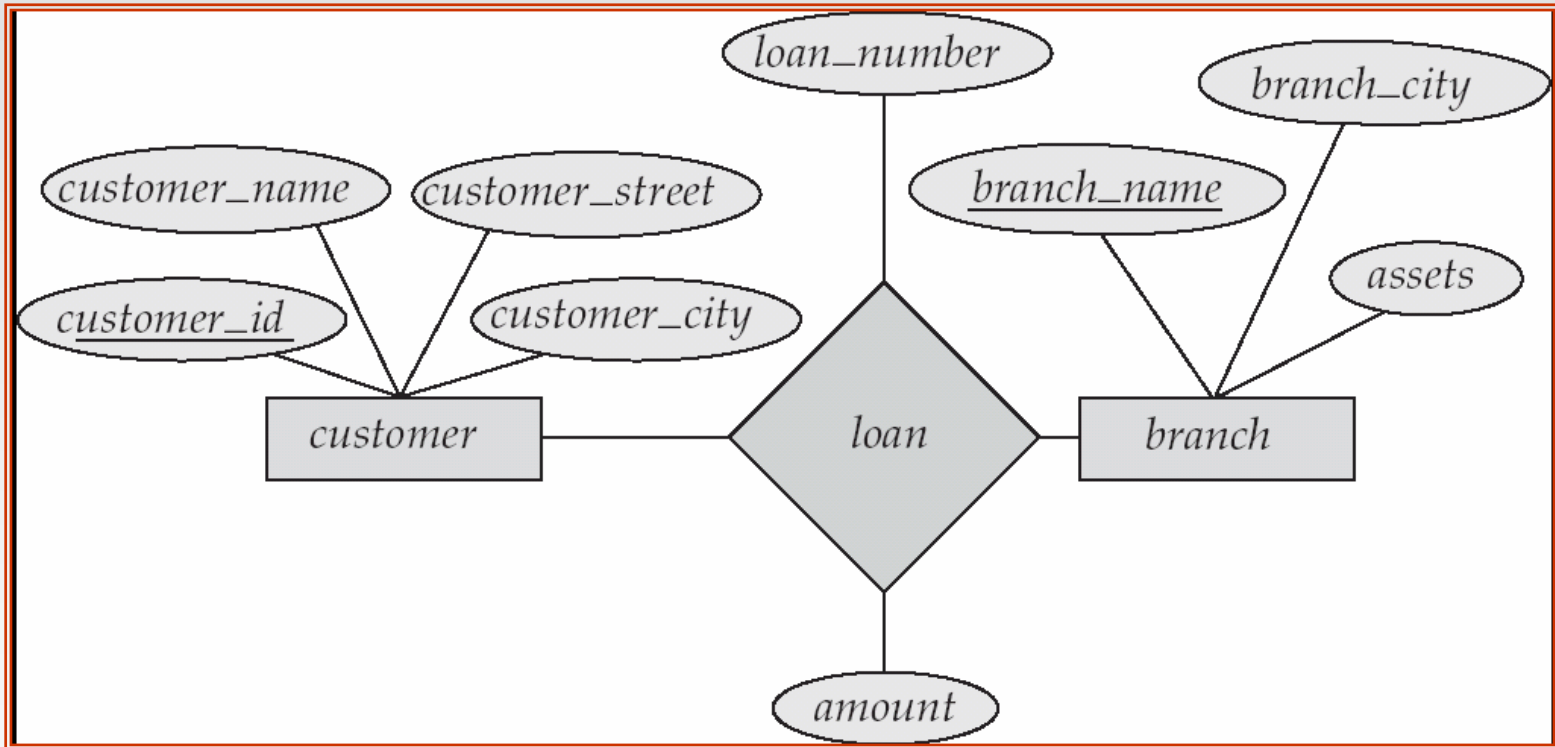 loan_number
branch_city
customer_name
customer_street
branch_name
customer_id
customer_city
assets
customer
loan
branch
amount